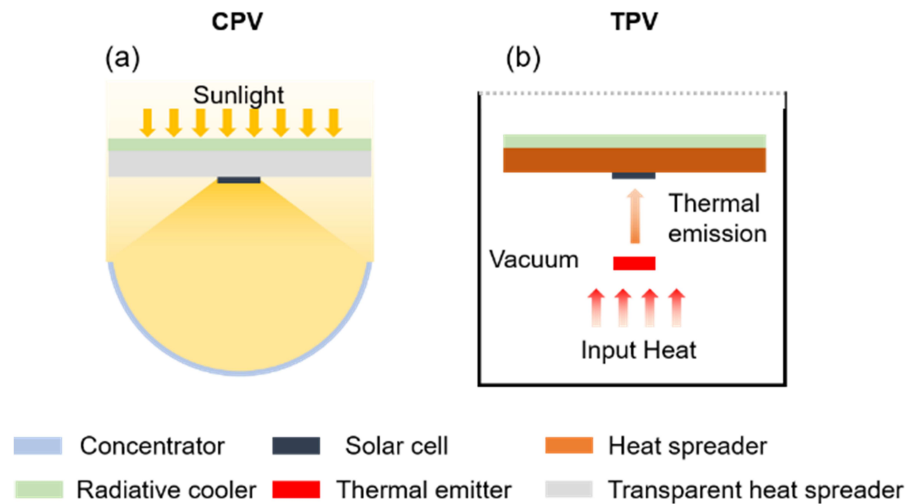 CPV
TPV
(a)
(b)
Sunlight
Thermal
emission
Vacuum
Input Heat
Concentrator
Solar cell
Heat spreader
Radiative cooler
Thermal emitter
Transparent heat spreader